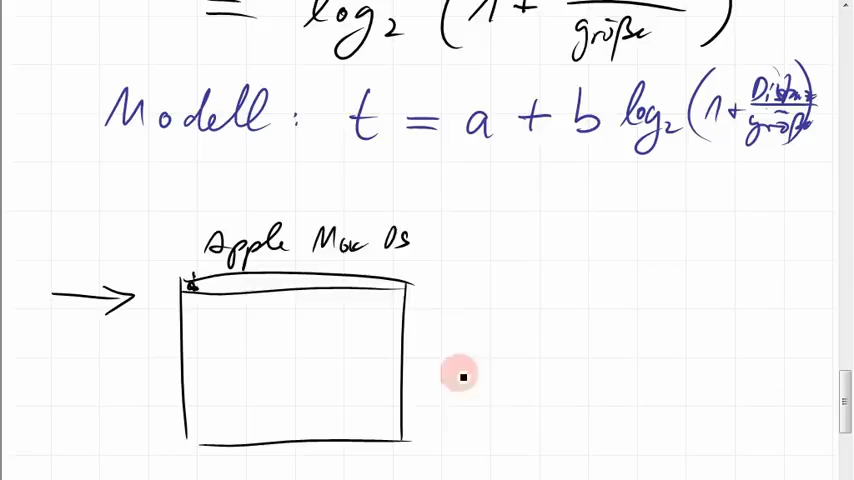 = log₂ (1 + größe)
Modell: t = a + b log₂(1 + Distanz/größe)
Apple Mac Os